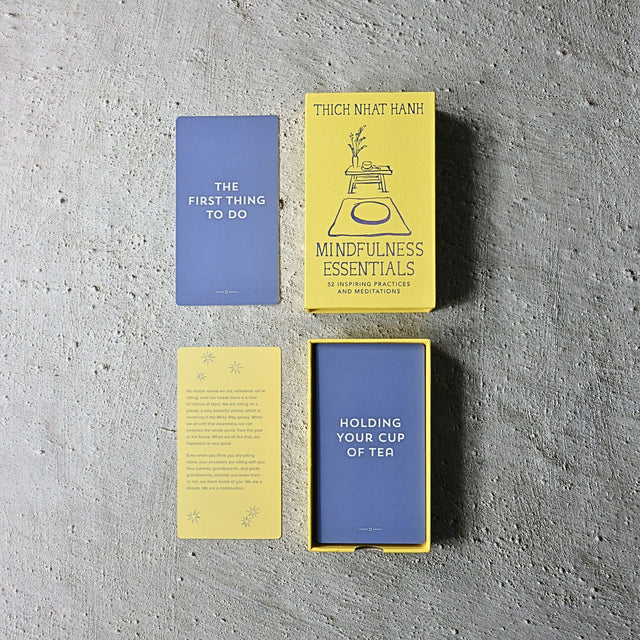 THE
FIRST THING
TO DO
THICH NHAT HANH
MINDFULNESS
ESSENTIALS
52 INSPIRING PRACTICES
AND MEDITATIONS
No matter where we are, whenever we're
sitting, over our heads there is a river
of trillions of stars. We are sitting on a
planet, a very beautiful planet, which is
revolving in the Milky Way galaxy. When
we sit with that awareness, we can
embrace the whole world, from the past
to the future. When we sit like that, our
happiness is very great.
Even when you think you are sitting
alone, your ancestors are sitting with you.
Your parents, grandparents, and great-
grandparents, whether you knew them
or not, are there inside of you. We are a
stream. We are a continuation.
HOLDING
YOUR CUP
OF TEA